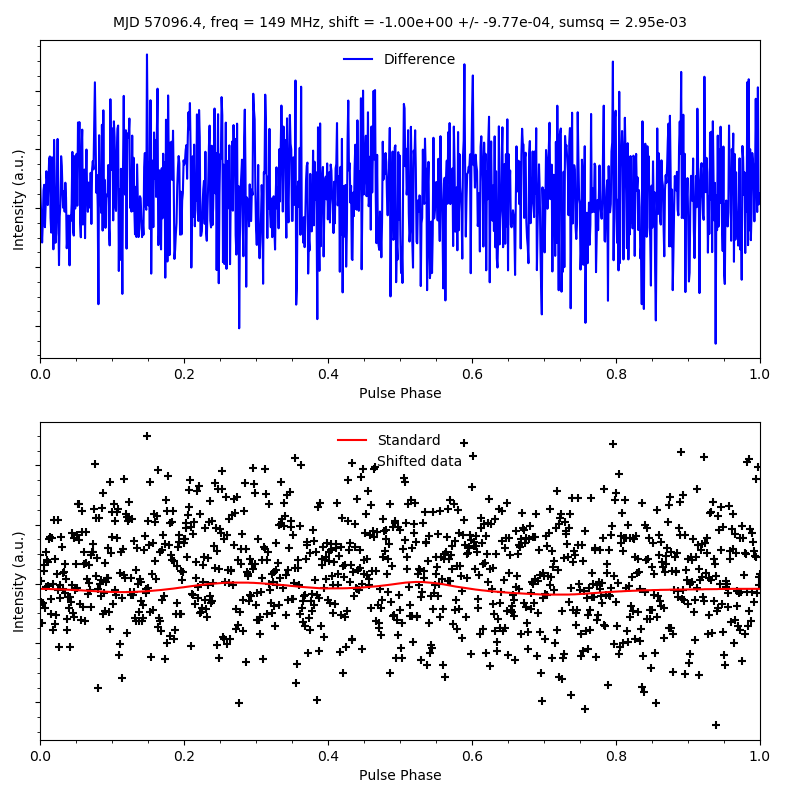 MJD 57096.4, freq = 149 MHz, shift = -1.00e+00 +/- -9.77e-04, sumsq = 2.95e-03
Difference
Intensity (a.u.)
0.0 0.2 0.4 0.6 0.8 1.0
Pulse Phase
Standard
Shifted data
Intensity (a.u.)
0.0 0.2 0.4 0.6 0.8 1.0
Pulse Phase